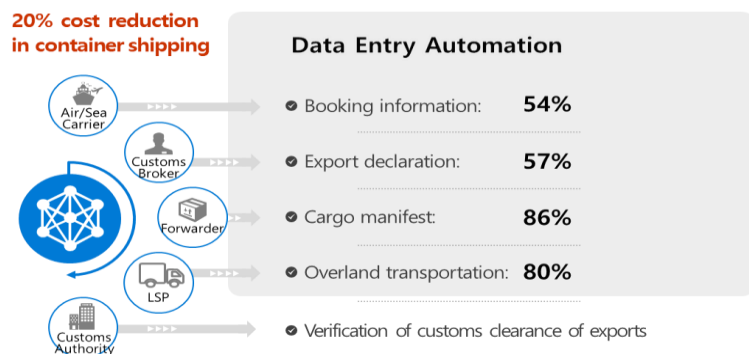 20% cost reduction
in container shipping
Data Entry Automation
Air/Sea
Carrier
Booking information: 54%
Customs
Broker
Export declaration: 57%
Forwarder
Cargo manifest: 86%
LSP
Overland transportation: 80%
Customs
Authority
Verification of customs clearance of exports